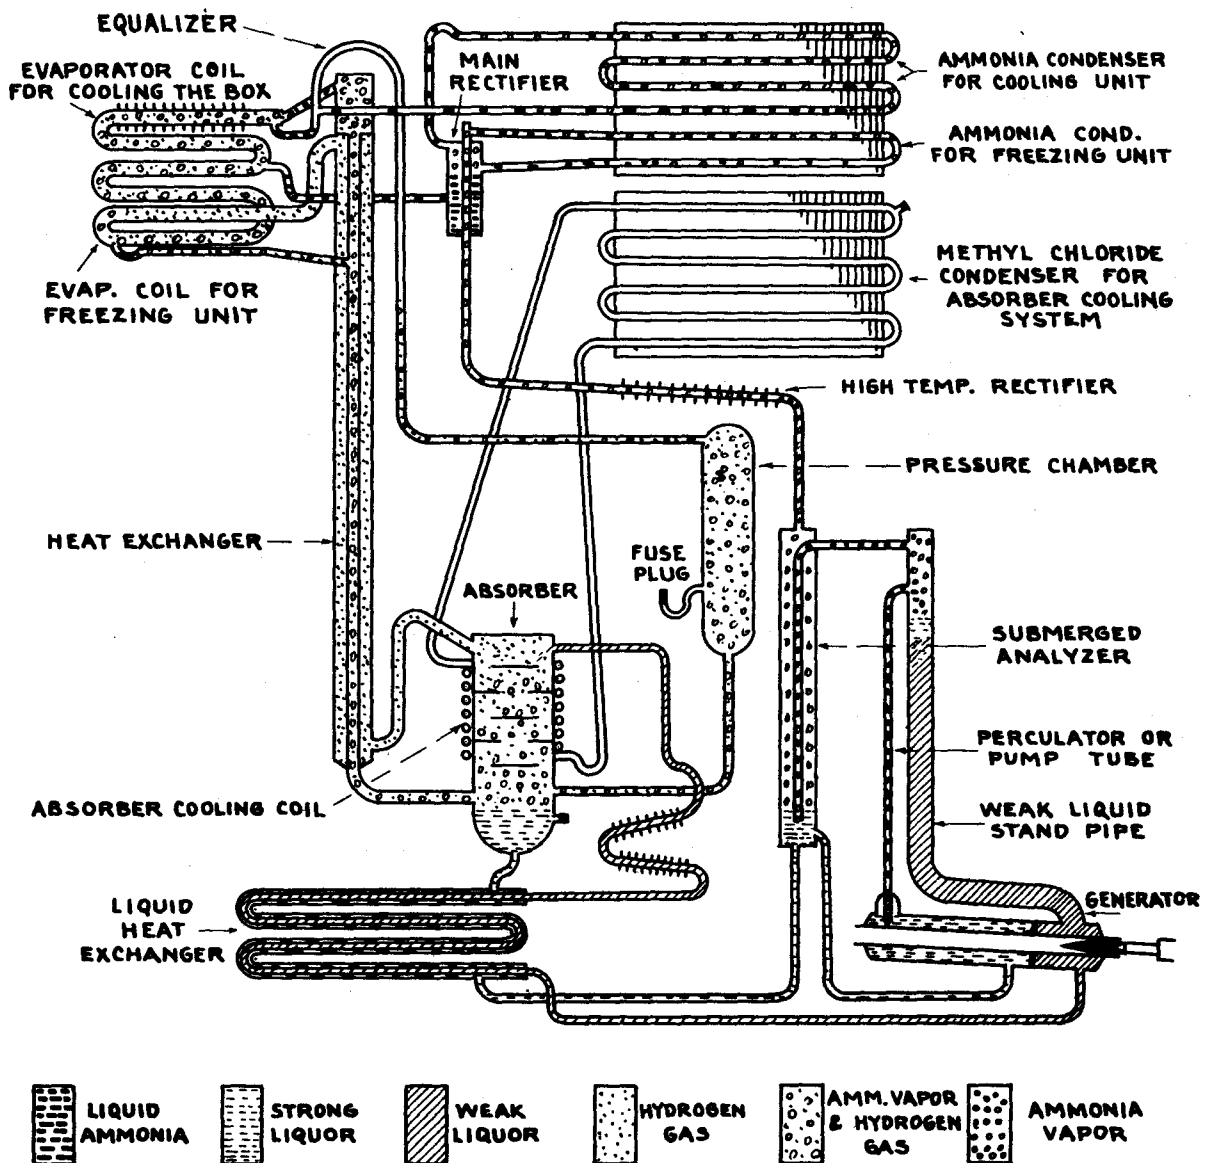 EQUALIZER
EVAPORATOR COIL
FOR COOLING THE BOX
MAIN
RECTIFIER
AMMONIA CONDENSER
FOR COOLING UNIT
AMMONIA COND.
FOR FREEZING UNIT
METHYL CHLORIDE
CONDENSER FOR
ABSORBER COOLING
SYSTEM
EVAP. COIL FOR
FREEZING UNIT
HIGH TEMP. RECTIFIER
PRESSURE CHAMBER
HEAT EXCHANGER
FUSE
PLUG
ABSORBER
SUBMERGED
ANALYZER
PERCULATOR OR
PUMP TUBE
ABSORBER COOLING COIL
WEAK LIQUID
STAND PIPE
GENERATOR
LIQUID
HEAT
EXCHANGER
LIQUID
AMMONIA
STRONG
LIQUOR
WEAK
LIQUOR
HYDROGEN
GAS
AMM. VAPOR
& HYDROGEN
GAS
AMMONIA
VAPOR